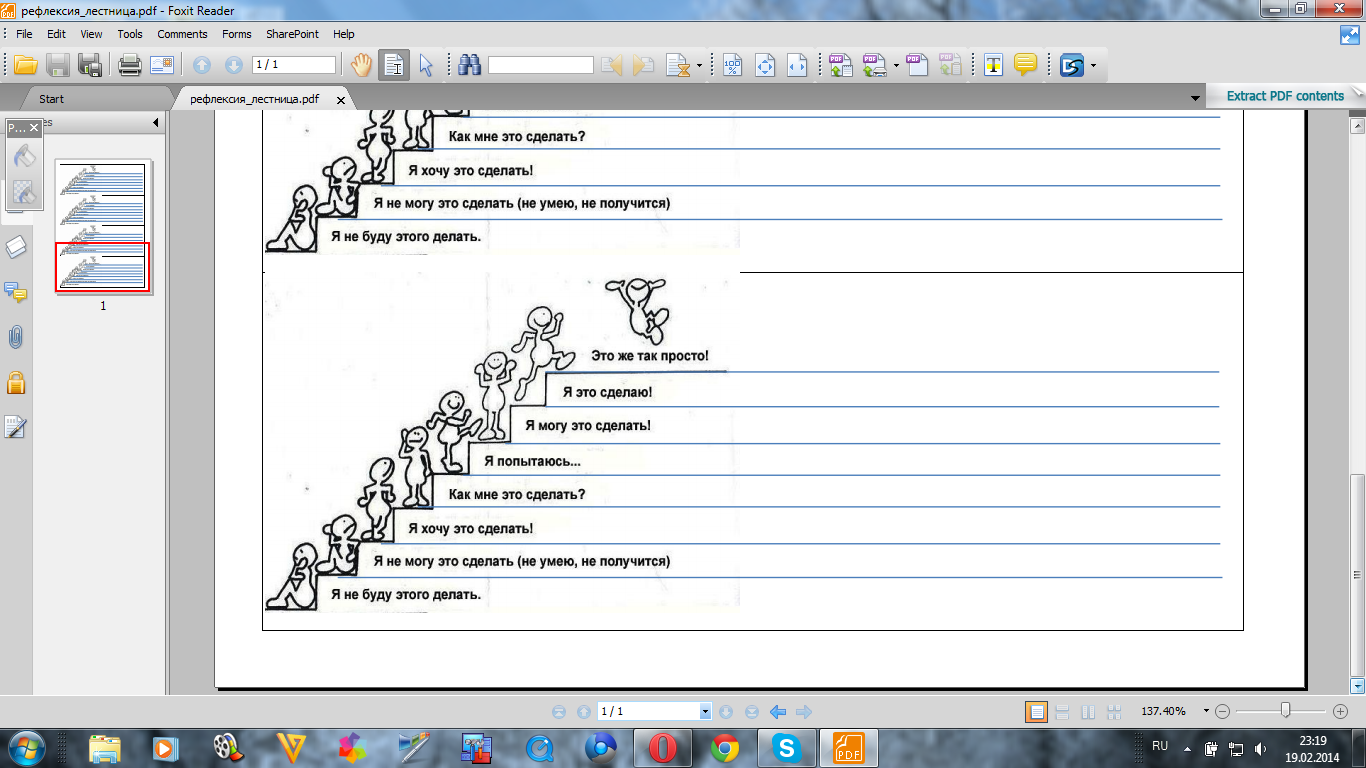 рефлексия_лестница.pdf - Foxit Reader
File Edit View Tools Comments Forms SharePoint Help
1 / 1
Start
рефлексия_лестница.pdf
Extract PDF contents
P...
es
Как мне это сделать?
Я хочу это сделать!
Я не могу это сделать (не умею, не получится)
Я не буду этого делать.
1
Это же так просто!
Я это сделаю!
Я могу это сделать!
Я попытаюсь...
Как мне это сделать?
Я хочу это сделать!
Я не могу это сделать (не умею, не получится)
Я не буду этого делать.
1 / 1
137.40%
RU
23:19
19.02.2014